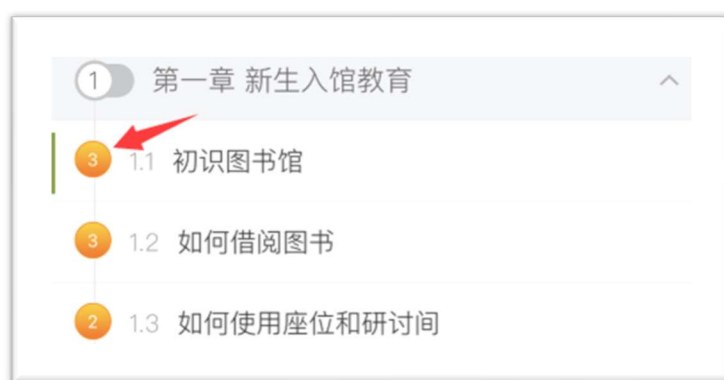 1 第一章 新生入馆教育
3 1.1 初识图书馆
3 1.2 如何借阅图书
2 1.3 如何使用座位和研讨间